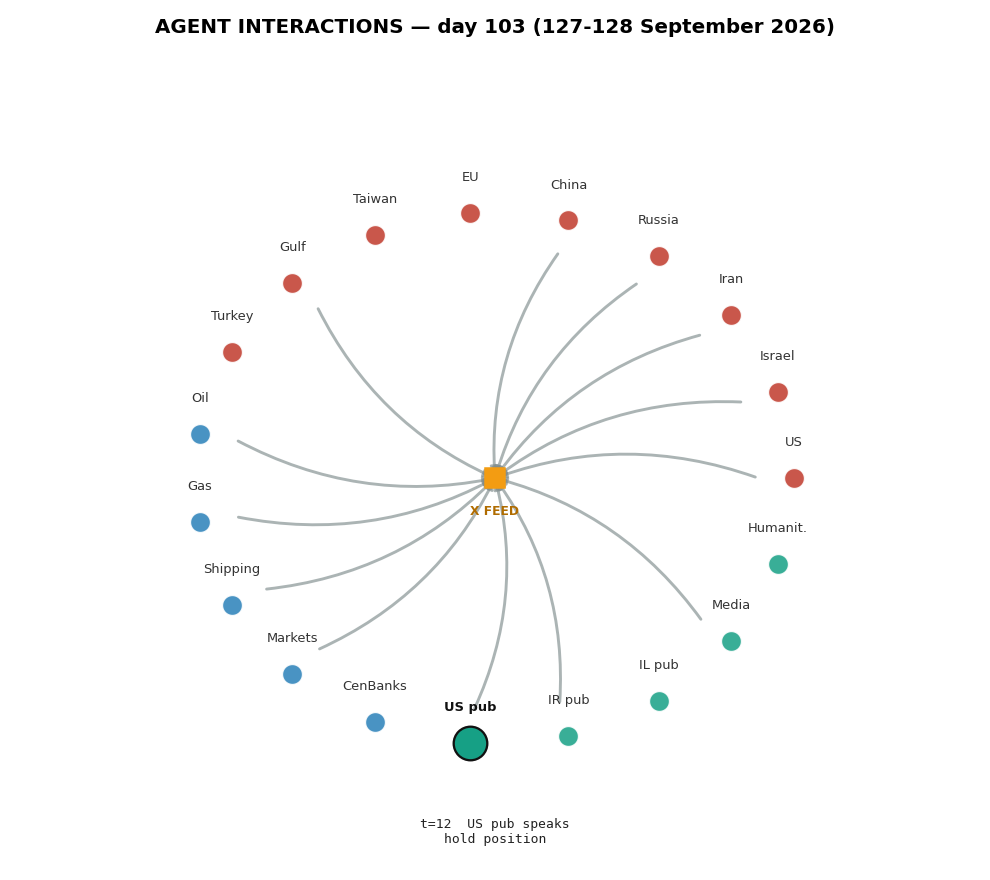 AGENT INTERACTIONS — day 103 (127-128 September 2026)
EU
China
Taiwan
Russia
Gulf
Iran
Turkey
Israel
Oil
US
Gas
X FEED
Humanit.
Shipping
Media
Markets
IL pub
CenBanks
US pub
IR pub
t=12  US pub speaks
hold position